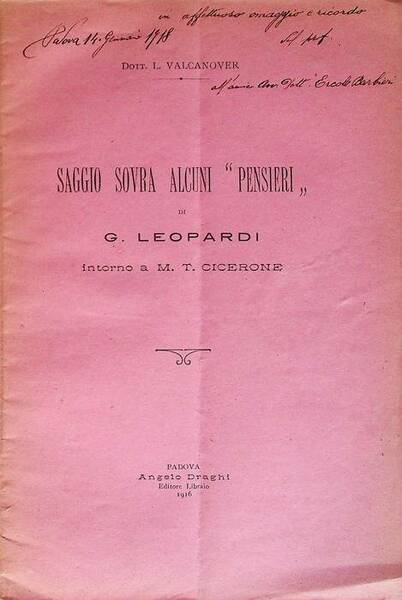 in affettuoso omaggio e ricordo
Padova 14. Gennaio 1918
DOTT. L. VALCANOVER
all'amico Avv. Dott. Ercole Barbieri
SAGGIO SOVRA ALCUNI “ PENSIERI „
DI
G. LEOPARDI
intorno a M. T. CICERONE
PADOVA
Angelo Draghi
Editore Libraio
1916